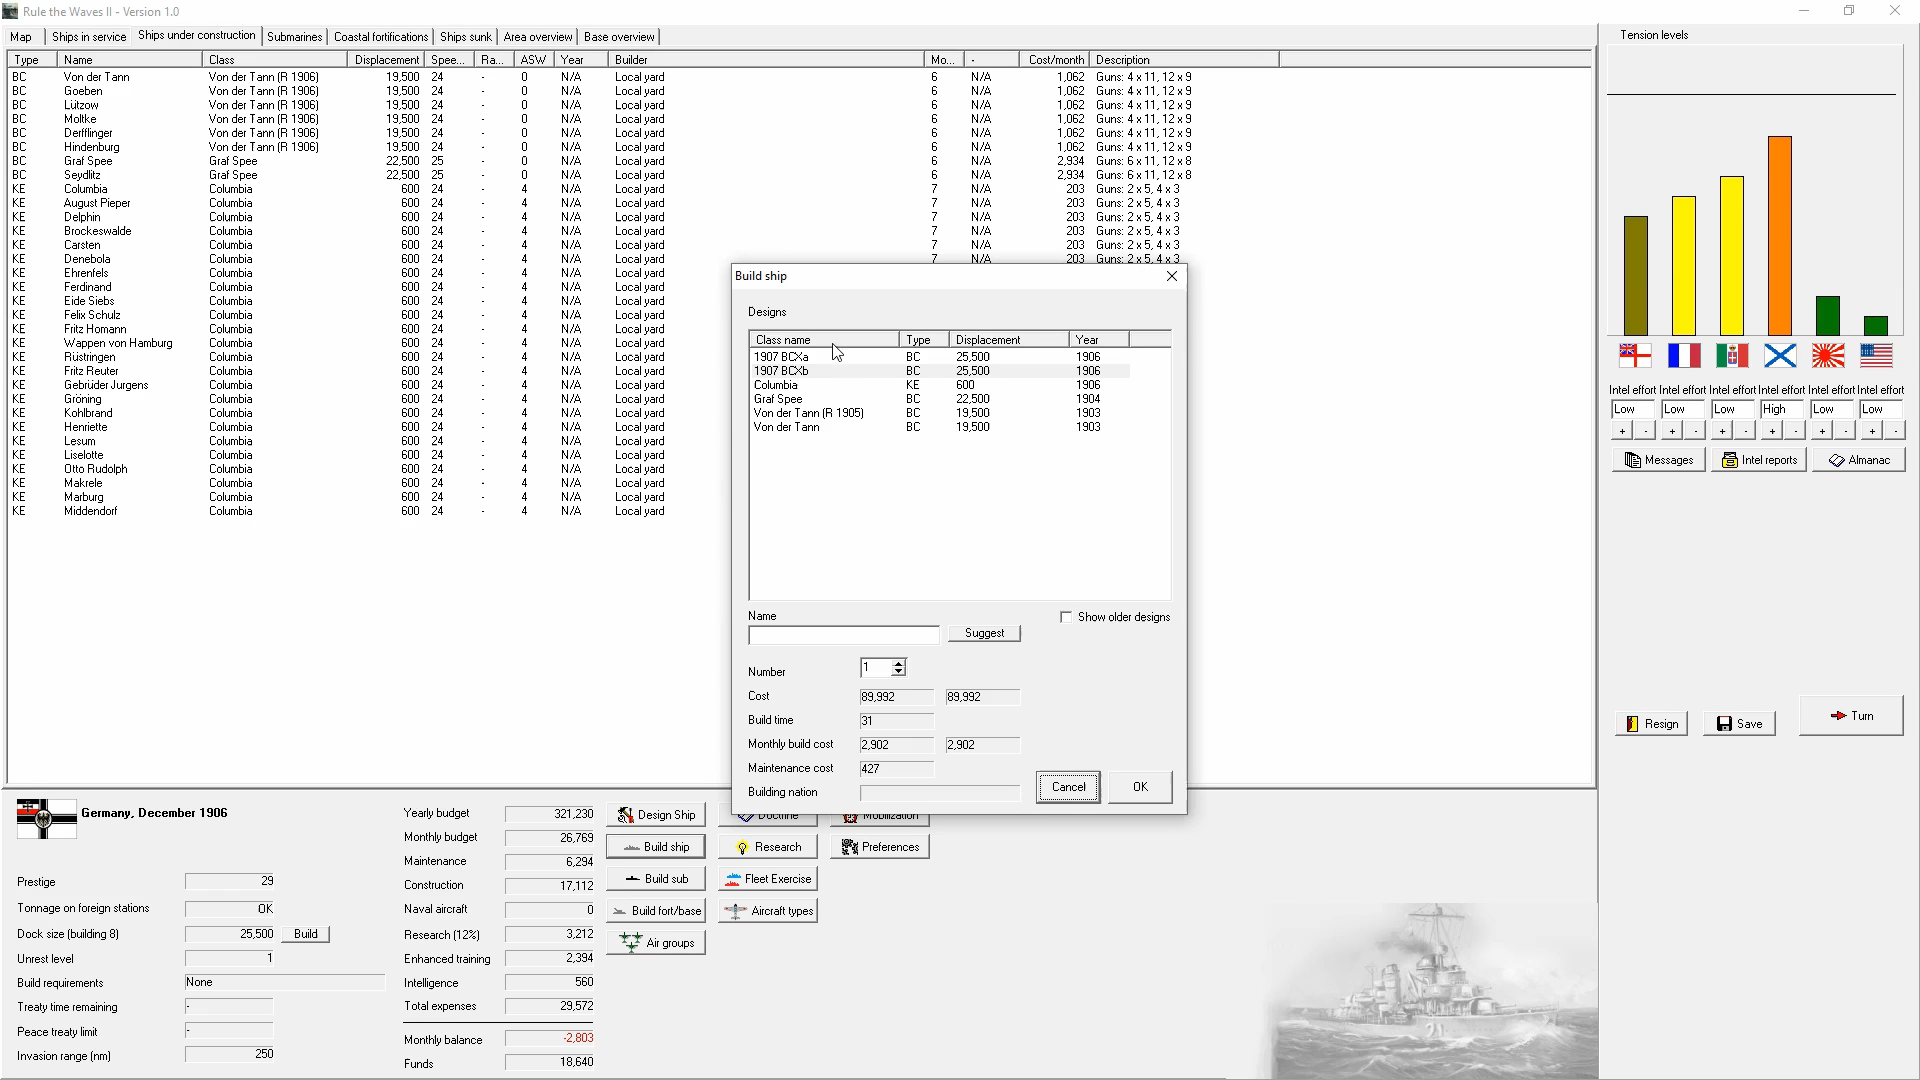 Rule the Waves II - Version 1.0
Map Ships in service Ships under construction Submarines Coastal fortifications Ships sunk Area overview Base overview
Type Name Class Displacement Spee... Ra... ASW Year Builder Mo... - Cost/month Description
BC Von der Tann Von der Tann (R 1906) 19,500 24 - 0 N/A Local yard 6 N/A 1,062 Guns: 4 x 11, 12 x 9
BC Goeben Von der Tann (R 1906) 19,500 24 - 0 N/A Local yard 6 N/A 1,062 Guns: 4 x 11, 12 x 9
BC Lützow Von der Tann (R 1906) 19,500 24 - 0 N/A Local yard 6 N/A 1,062 Guns: 4 x 11, 12 x 9
BC Moltke Von der Tann (R 1906) 19,500 24 - 0 N/A Local yard 6 N/A 1,062 Guns: 4 x 11, 12 x 9
BC Derfflinger Von der Tann (R 1906) 19,500 24 - 0 N/A Local yard 6 N/A 1,062 Guns: 4 x 11, 12 x 9
BC Hindenburg Von der Tann (R 1906) 19,500 24 - 0 N/A Local yard 6 N/A 1,062 Guns: 4 x 11, 12 x 9
BC Graf Spee Graf Spee 22,500 25 - 0 N/A Local yard 6 N/A 2,934 Guns: 6 x 11, 12 x 8
BC Seydlitz Graf Spee 22,500 25 - 0 N/A Local yard 6 N/A 2,934 Guns: 6 x 11, 12 x 8
KE Columbia Columbia 600 24 - 4 N/A Local yard 7 N/A 203 Guns: 2 x 5, 4 x 3
KE August Pieper Columbia 600 24 - 4 N/A Local yard 7 N/A 203 Guns: 2 x 5, 4 x 3
KE Delphin Columbia 600 24 - 4 N/A Local yard 7 N/A 203 Guns: 2 x 5, 4 x 3
KE Brockeswalde Columbia 600 24 - 4 N/A Local yard 7 N/A 203 Guns: 2 x 5, 4 x 3
KE Carsten Columbia 600 24 - 4 N/A Local yard 7 N/A 203 Guns: 2 x 5, 4 x 3
KE Denebola Columbia 600 24 - 4 N/A Local yard 7 N/A 203 Guns: 2 x 5, 4 x 3
KE Ehrenfels Columbia 600 24 - 4 N/A Local yard
KE Ferdinand Columbia 600 24 - 4 N/A Local yard
KE Eide Siebs Columbia 600 24 - 4 N/A Local yard
KE Felix Schulz Columbia 600 24 - 4 N/A Local yard
KE Fritz Homann Columbia 600 24 - 4 N/A Local yard
KE Wappen von Hamburg Columbia 600 24 - 4 N/A Local yard
KE Rüstringen Columbia 600 24 - 4 N/A Local yard
KE Fritz Reuter Columbia 600 24 - 4 N/A Local yard
KE Gebrüder Jurgens Columbia 600 24 - 4 N/A Local yard
KE Gröning Columbia 600 24 - 4 N/A Local yard
KE Kohlbrand Columbia 600 24 - 4 N/A Local yard
KE Henriette Columbia 600 24 - 4 N/A Local yard
KE Lesum Columbia 600 24 - 4 N/A Local yard
KE Liselotte Columbia 600 24 - 4 N/A Local yard
KE Otto Rudolph Columbia 600 24 - 4 N/A Local yard
KE Makrele Columbia 600 24 - 4 N/A Local yard
KE Marburg Columbia 600 24 - 4 N/A Local yard
KE Middendorf Columbia 600 24 - 4 N/A Local yard
Build ship
Designs
Class name Type Displacement Year
1907 BCXa BC 25,500 1906
1907 BCXb BC 25,500 1906
Columbia KE 600 1906
Graf Spee BC 22,500 1904
Von der Tann (R 1905) BC 19,500 1903
Von der Tann BC 19,500 1903
Name
Show older designs
Suggest
Number 1
Cost 89,992 89,992
Build time 31
Monthly build cost 2,902 2,902
Maintenance cost 427
Building nation
Cancel OK
Tension levels
Intel effort Intel effort Intel effort Intel effort Intel effort Intel effort
Low Low Low High Low Low
+ - + - + - + - + - + -
Messages Intel reports Almanac
Resign Save Turn
Germany, December 1906
Prestige 29
Tonnage on foreign stations OK
Dock size (building 8) 25,500 Build
Unrest level 1
Build requirements None
Treaty time remaining -
Peace treaty limit -
Invasion range (nm) 250
Yearly budget 321,230
Monthly budget 26,769
Maintenance 6,294
Construction 17,112
Naval aircraft 0
Research (12%) 3,212
Enhanced training 2,394
Intelligence 560
Total expenses 29,572
Monthly balance -2,803
Funds 18,640
Design Ship Doctrine Mobilization
Build ship Research Preferences
Build sub Fleet Exercise
Build fort/base Aircraft types
Air groups